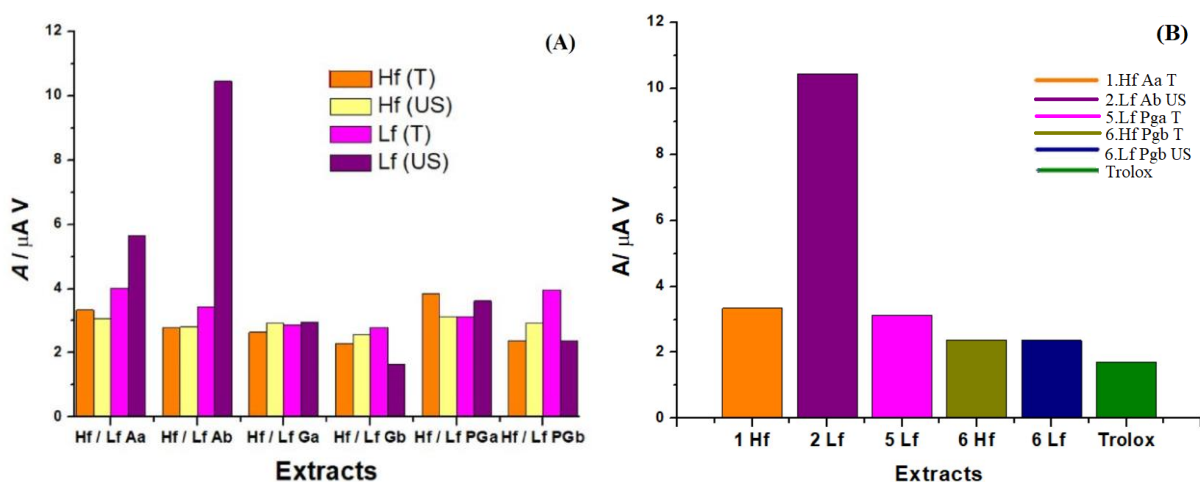 (A)
12
10
8
6
4
2
0
A / μA V
Hf (T)
Hf (US)
Lf (T)
Lf (US)
Hf / Lf Aa Hf / Lf Ab Hf / Lf Ga Hf / Lf Gb Hf / Lf PGa Hf / Lf PGb
Extracts
(B)
12
10
8
6
4
2
0
A/ μA V
1.Hf Aa T
2.Lf Ab US
5.Lf Pga T
6.Hf Pgb T
6.Lf Pgb US
Trolox
1 Hf 2 Lf 5 Lf 6 Hf 6 Lf Trolox
Extracts